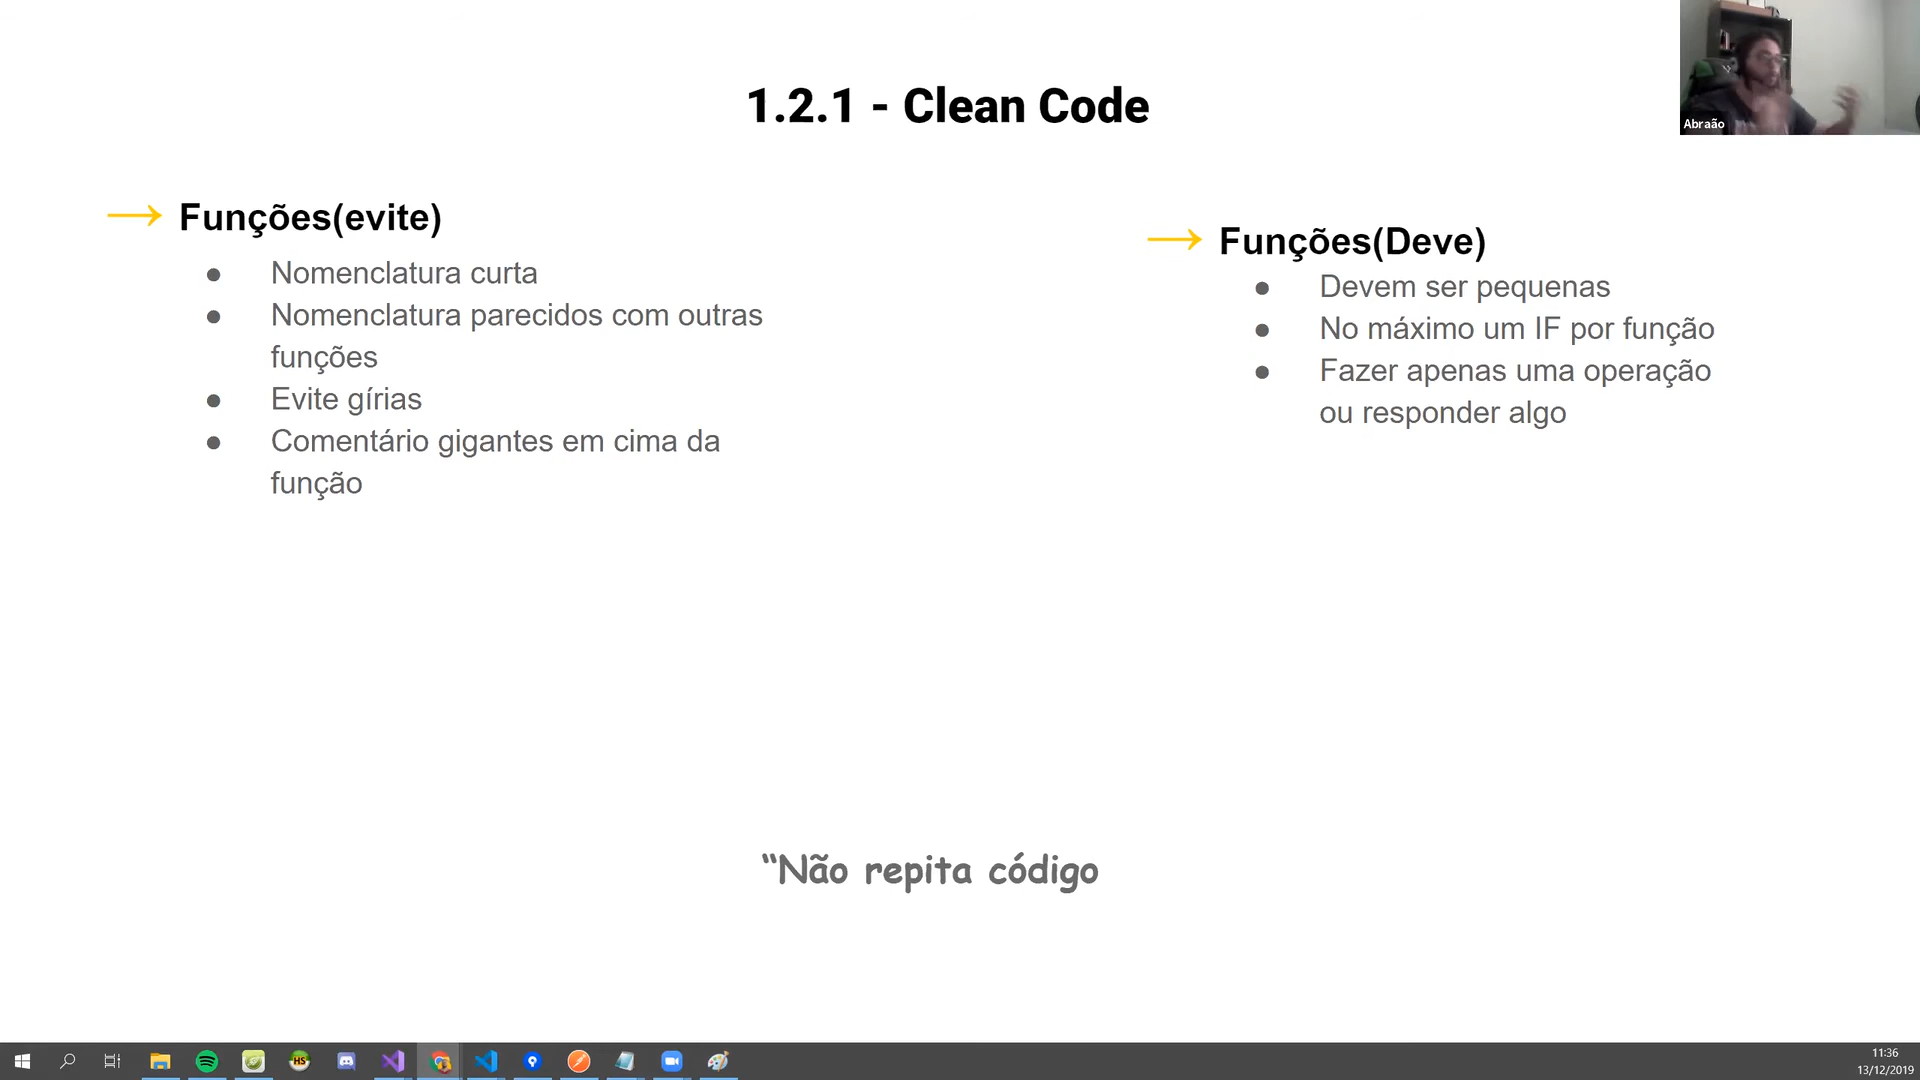 1.2.1 - Clean Code
Abraão
→ Funções(evite)
● Nomenclatura curta
● Nomenclatura parecidos com outras
funções
● Evite gírias
● Comentário gigantes em cima da
função
→ Funções(Deve)
● Devem ser pequenas
● No máximo um IF por função
● Fazer apenas uma operação
ou responder algo
“Não repita código
HS
11:36
13/12/2019